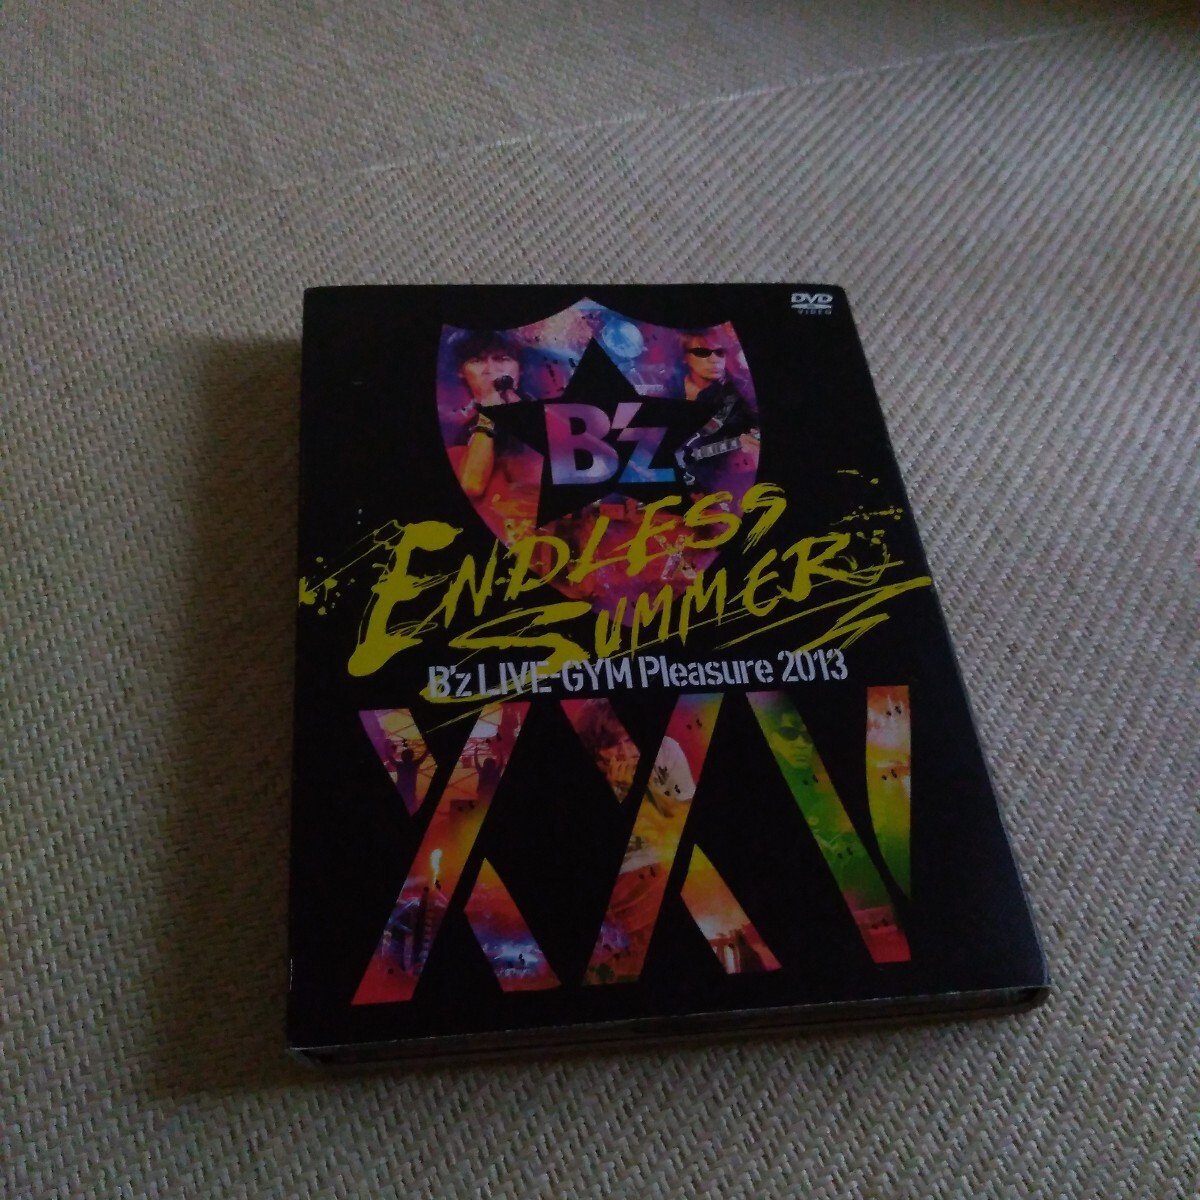 DVD
VIDEO
B'z
ENDLESS
SUMMER
B'z LIVE-GYM Pleasure 2013
XXV